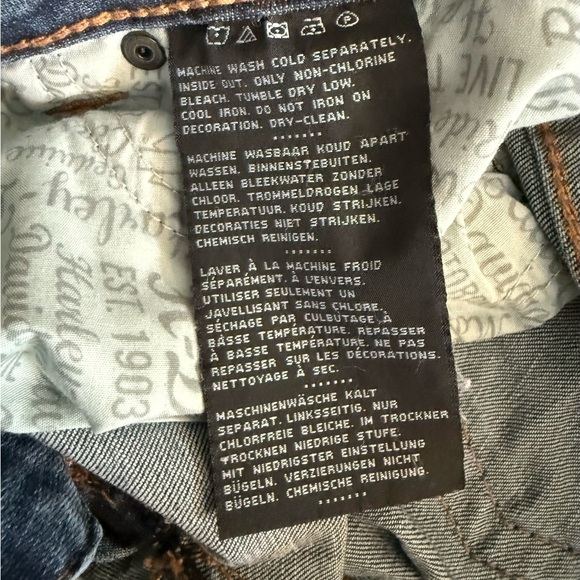 MACHINE WASH COLD SEPARATELY.
INSIDE OUT. ONLY NON-CHLORINE
BLEACH. TUMBLE DRY LOW.
COOL IRON. DO NOT IRON ON
DECORATION. DRY-CLEAN.
MACHINE WASBAAR KOUD APART
WASSEN. BINNENSTEBUITEN.
ALLEEN BLEEKWATER ZONDER
CHLOOR. TROMMELDROGEN LAGE
TEMPERATUUR. KOUD STRIJKEN.
DECORATIES NIET STRIJKEN.
CHEMISCH REINIGEN.
LAVER À LA MACHINE FROID
SÉPARÉMENT. À L'ENVERS.
UTILISER SEULEMENT UN
JAVELLISANT SANS CHLORE.
SÉCHAGE PAR CULBUTAGE À
BASSE TEMPÉRATURE. REPASSER
À BASSE TEMPÉRATURE. NE PAS
REPASSER SUR LES DÉCORATIONS.
NETTOYAGE À SEC.
MASCHINENWÄSCHE KALT
SEPARAT. LINKSSEITIG. NUR
CHLORFREIE BLEICHE. IM TROCKNER
TROCKNEN NIEDRIGE STUFE.
MIT NIEDRIGSTER EINSTELLUNG
BÜGELN. VERZIERUNGEN NICHT
BÜGELN. CHEMISCHE REINIGUNG.
Genuine
Harley-
EST. 1903
LIVE
Ride